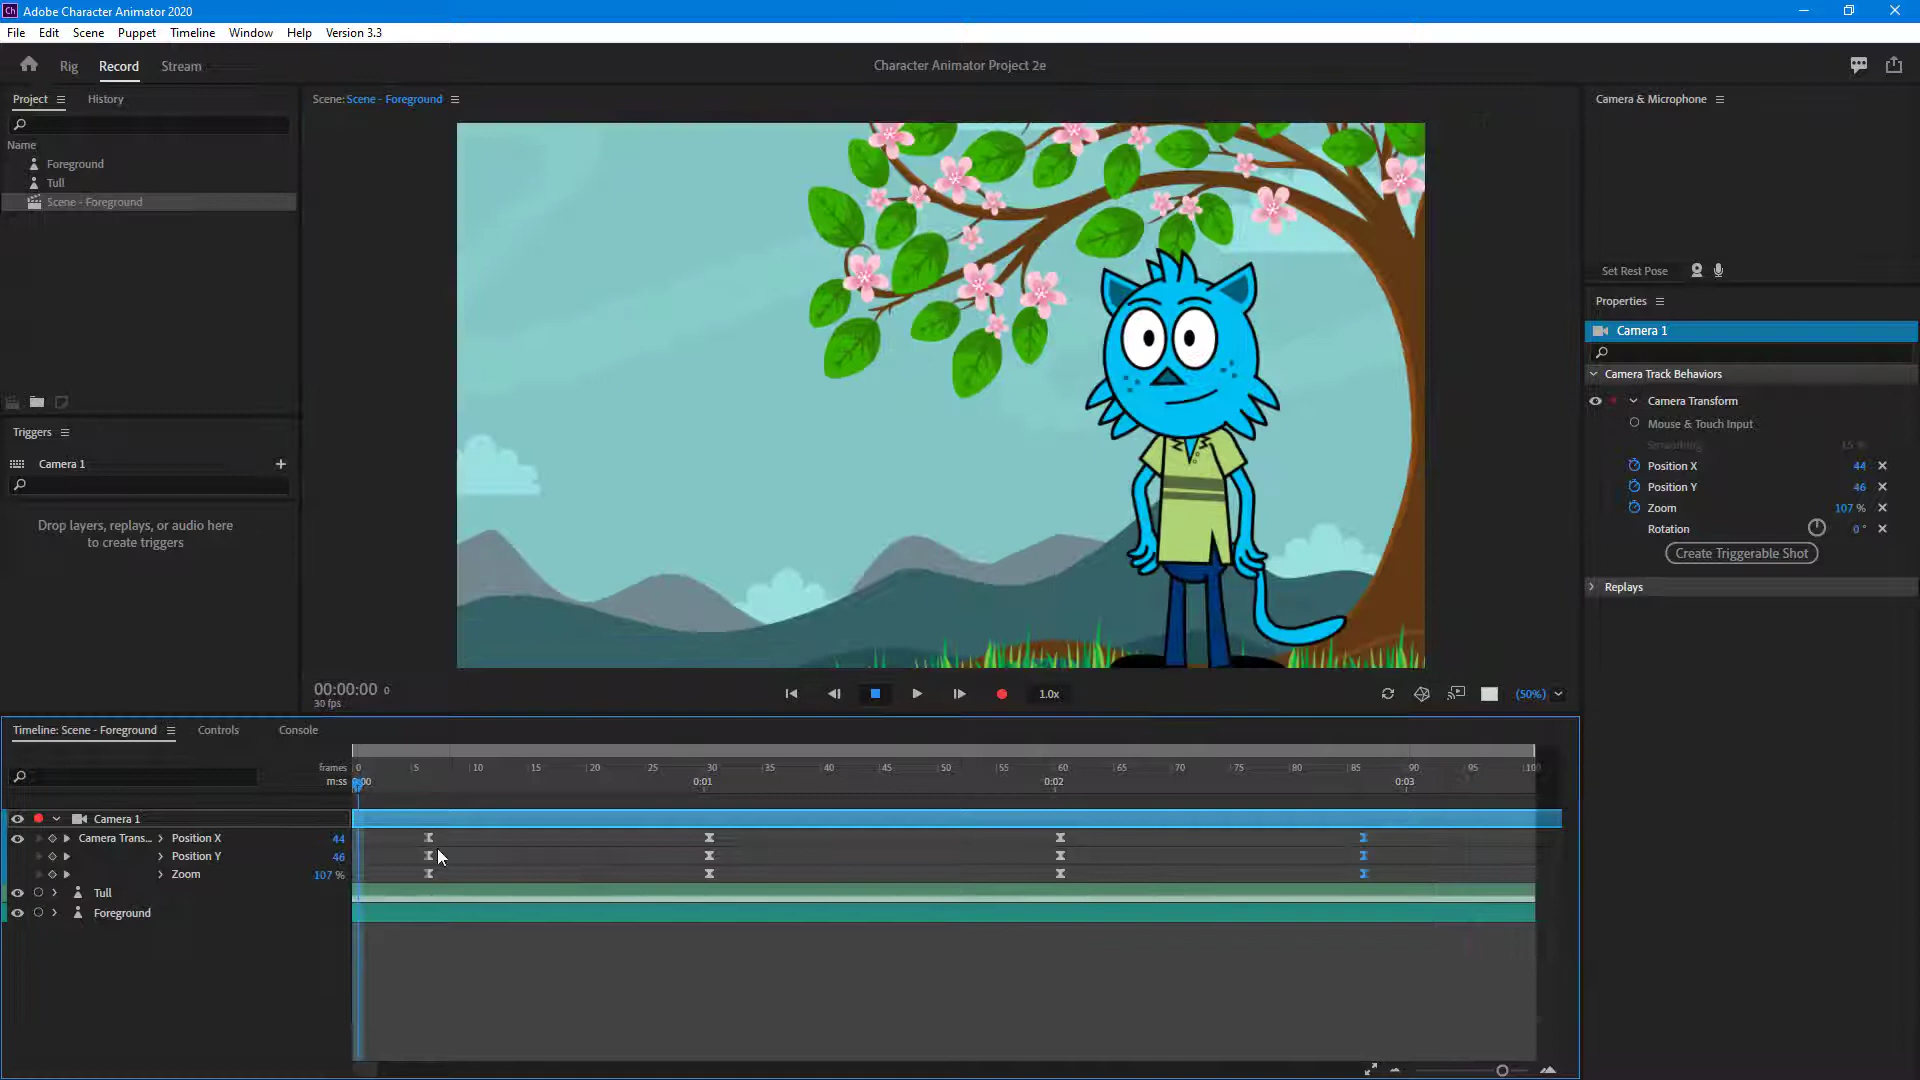 Ch Adobe Character Animator 2020
File Edit Scene Puppet Timeline Window Help Version 3.3
Rig Record Stream Character Animator Project 2e
Project History
Name
Foreground
Tull
Scene - Foreground
Triggers
Camera 1
Drop layers, replays, or audio here
to create triggers
Scene: Scene - Foreground
00:00:00 0
30 fps
1.0x
(50%)
Camera & Microphone
Set Rest Pose
Properties
Camera 1
Camera Track Behaviors
Camera Transform
Mouse & Touch Input
Smoothing 15 %
Position X 44
Position Y 46
Zoom 107 %
Rotation 0 °
Create Triggerable Shot
Replays
Timeline: Scene - Foreground Controls Console
frames 0 5 10 15 20 25 30 35 40 45 50 55 60 65 70 75 80 85 90 95 100
m:ss 0:00 0:01 0:02 0:03
Camera 1
Camera Trans... Position X 44
Position Y 46
Zoom 107 %
Tull
Foreground